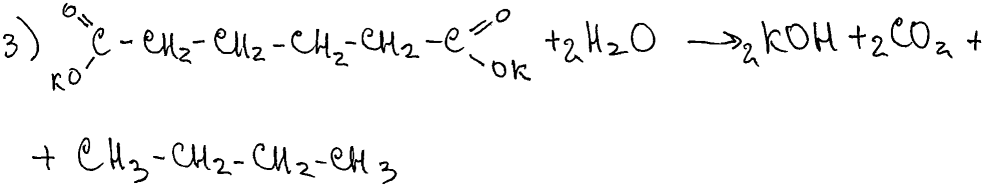 3) KO-C(=O)-CH₂-CH₂-CH₂-CH₂-C(=O)-OK +2H₂O → 2KOH + 2CO₂ +
+ CH₃-CH₂-CH₂-CH₃